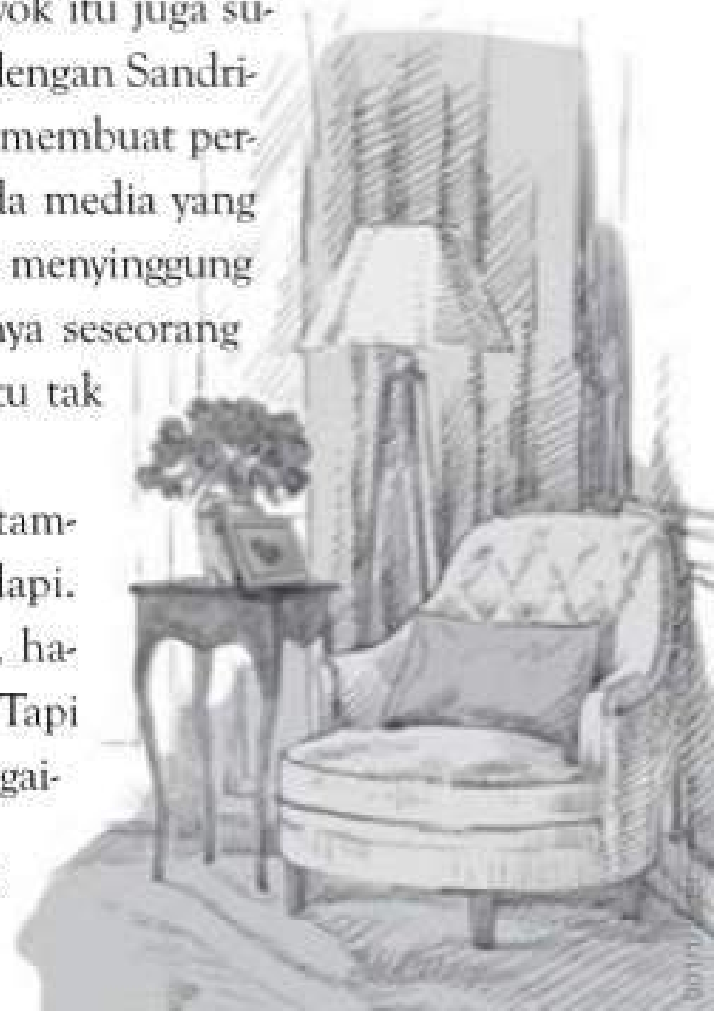 yok itu juga su-
dengan Sandri-
membuat per-
da media yang
menyinggung
nya seseorang
tu tak
tam-
dapi.
, ha-
Tapi
gai-